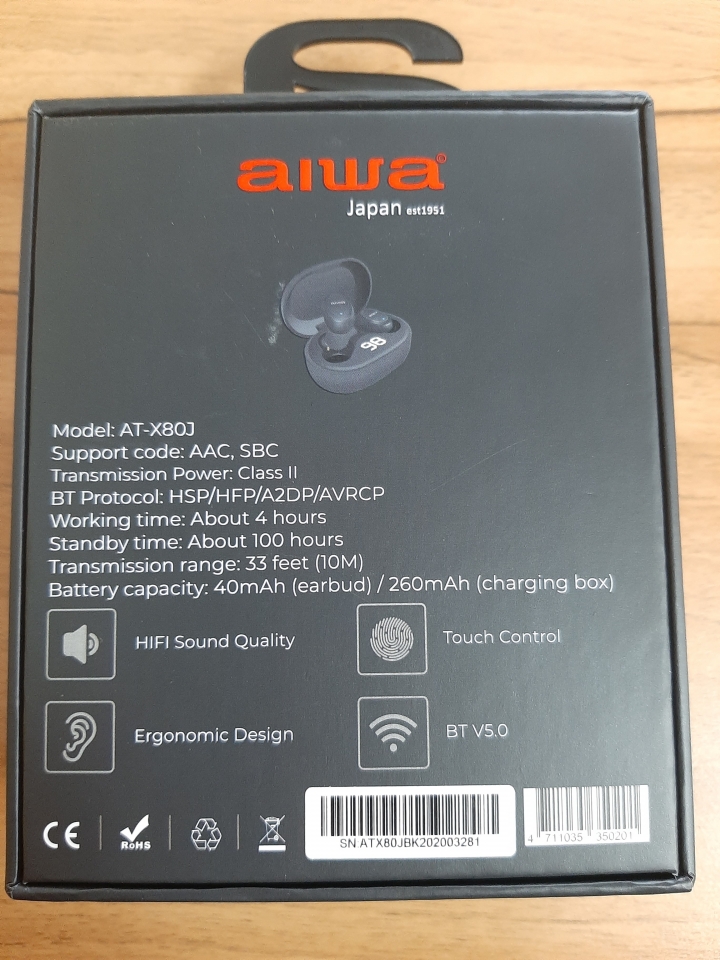 aiwa©
Japan est1951
98
Model: AT-X80J
Support code: AAC, SBC
Transmission Power: Class II
BT Protocol: HSP/HFP/A2DP/AVRCP
Working time: About 4 hours
Standby time: About 100 hours
Transmission range: 33 feet (10M)
Battery capacity: 40mAh (earbud) / 260mAh (charging box)
HIFI Sound Quality
Touch Control
Ergonomic Design
BT V5.0
CE
RoHS
SN ATX80JBK202003281
4 711035 350201